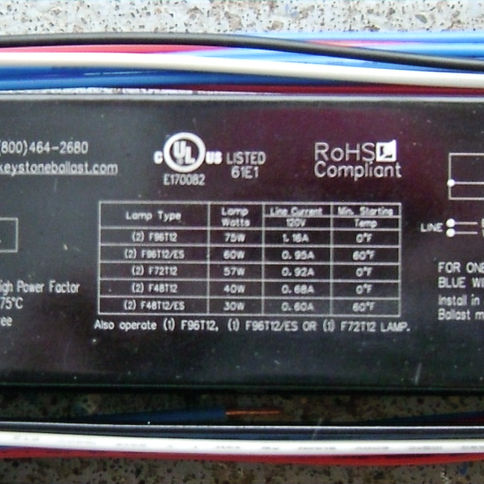 (800)464-2680
keystoneballast.com
C UL US LISTED
E170082 61E1
RoHS
Compliant
LINE
Lamp Type Lamp Watts Line Current 120V Min. Starting Temp
(2) F96T12 75W 1.16A 0°F
(2) F96T12/ES 60W 0.95A 60°F
(2) F72T12 57W 0.92A 0°F
(2) F48T12 40W 0.68A 0°F
(2) F48T12/ES 30W 0.60A 60°F
Also operate (1) F96T12, (1) F96T12/ES OR (1) F72T12 LAMP.
igh Power Factor
75°C
ree
FOR ONE
BLUE WI
Install in
Ballast m